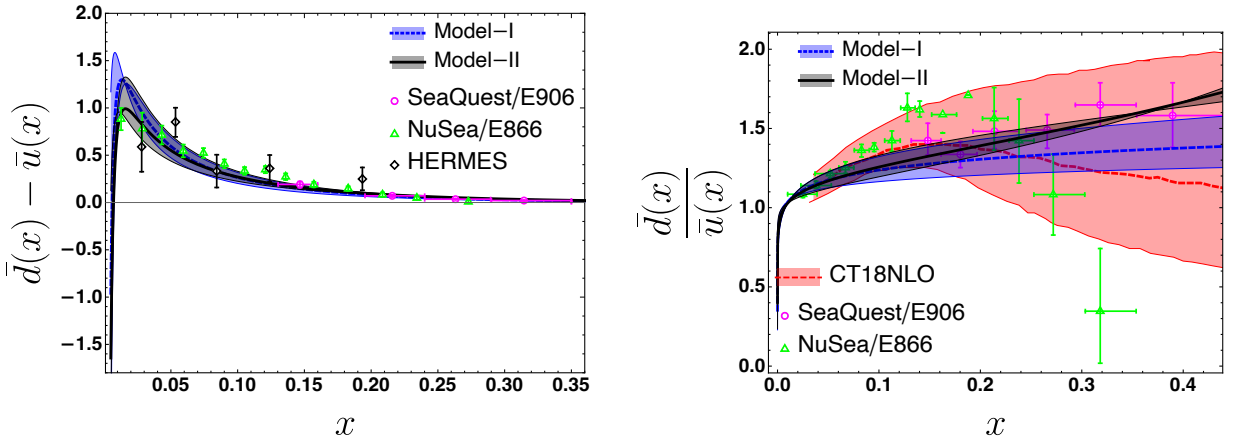 2.0
1.5
1.0
0.5
0.0
−0.5
−1.0
−1.5
0.05 0.10 0.15 0.20 0.25 0.30 0.35
x
d̄(x) − ū(x)
Model−I
Model−II
SeaQuest/E906
NuSea/E866
HERMES
2.0
1.5
1.0
0.5
0.0
0.0 0.1 0.2 0.3 0.4
x
d̄(x)
ū(x)
Model−I
Model−II
CT18NLO
SeaQuest/E906
NuSea/E866